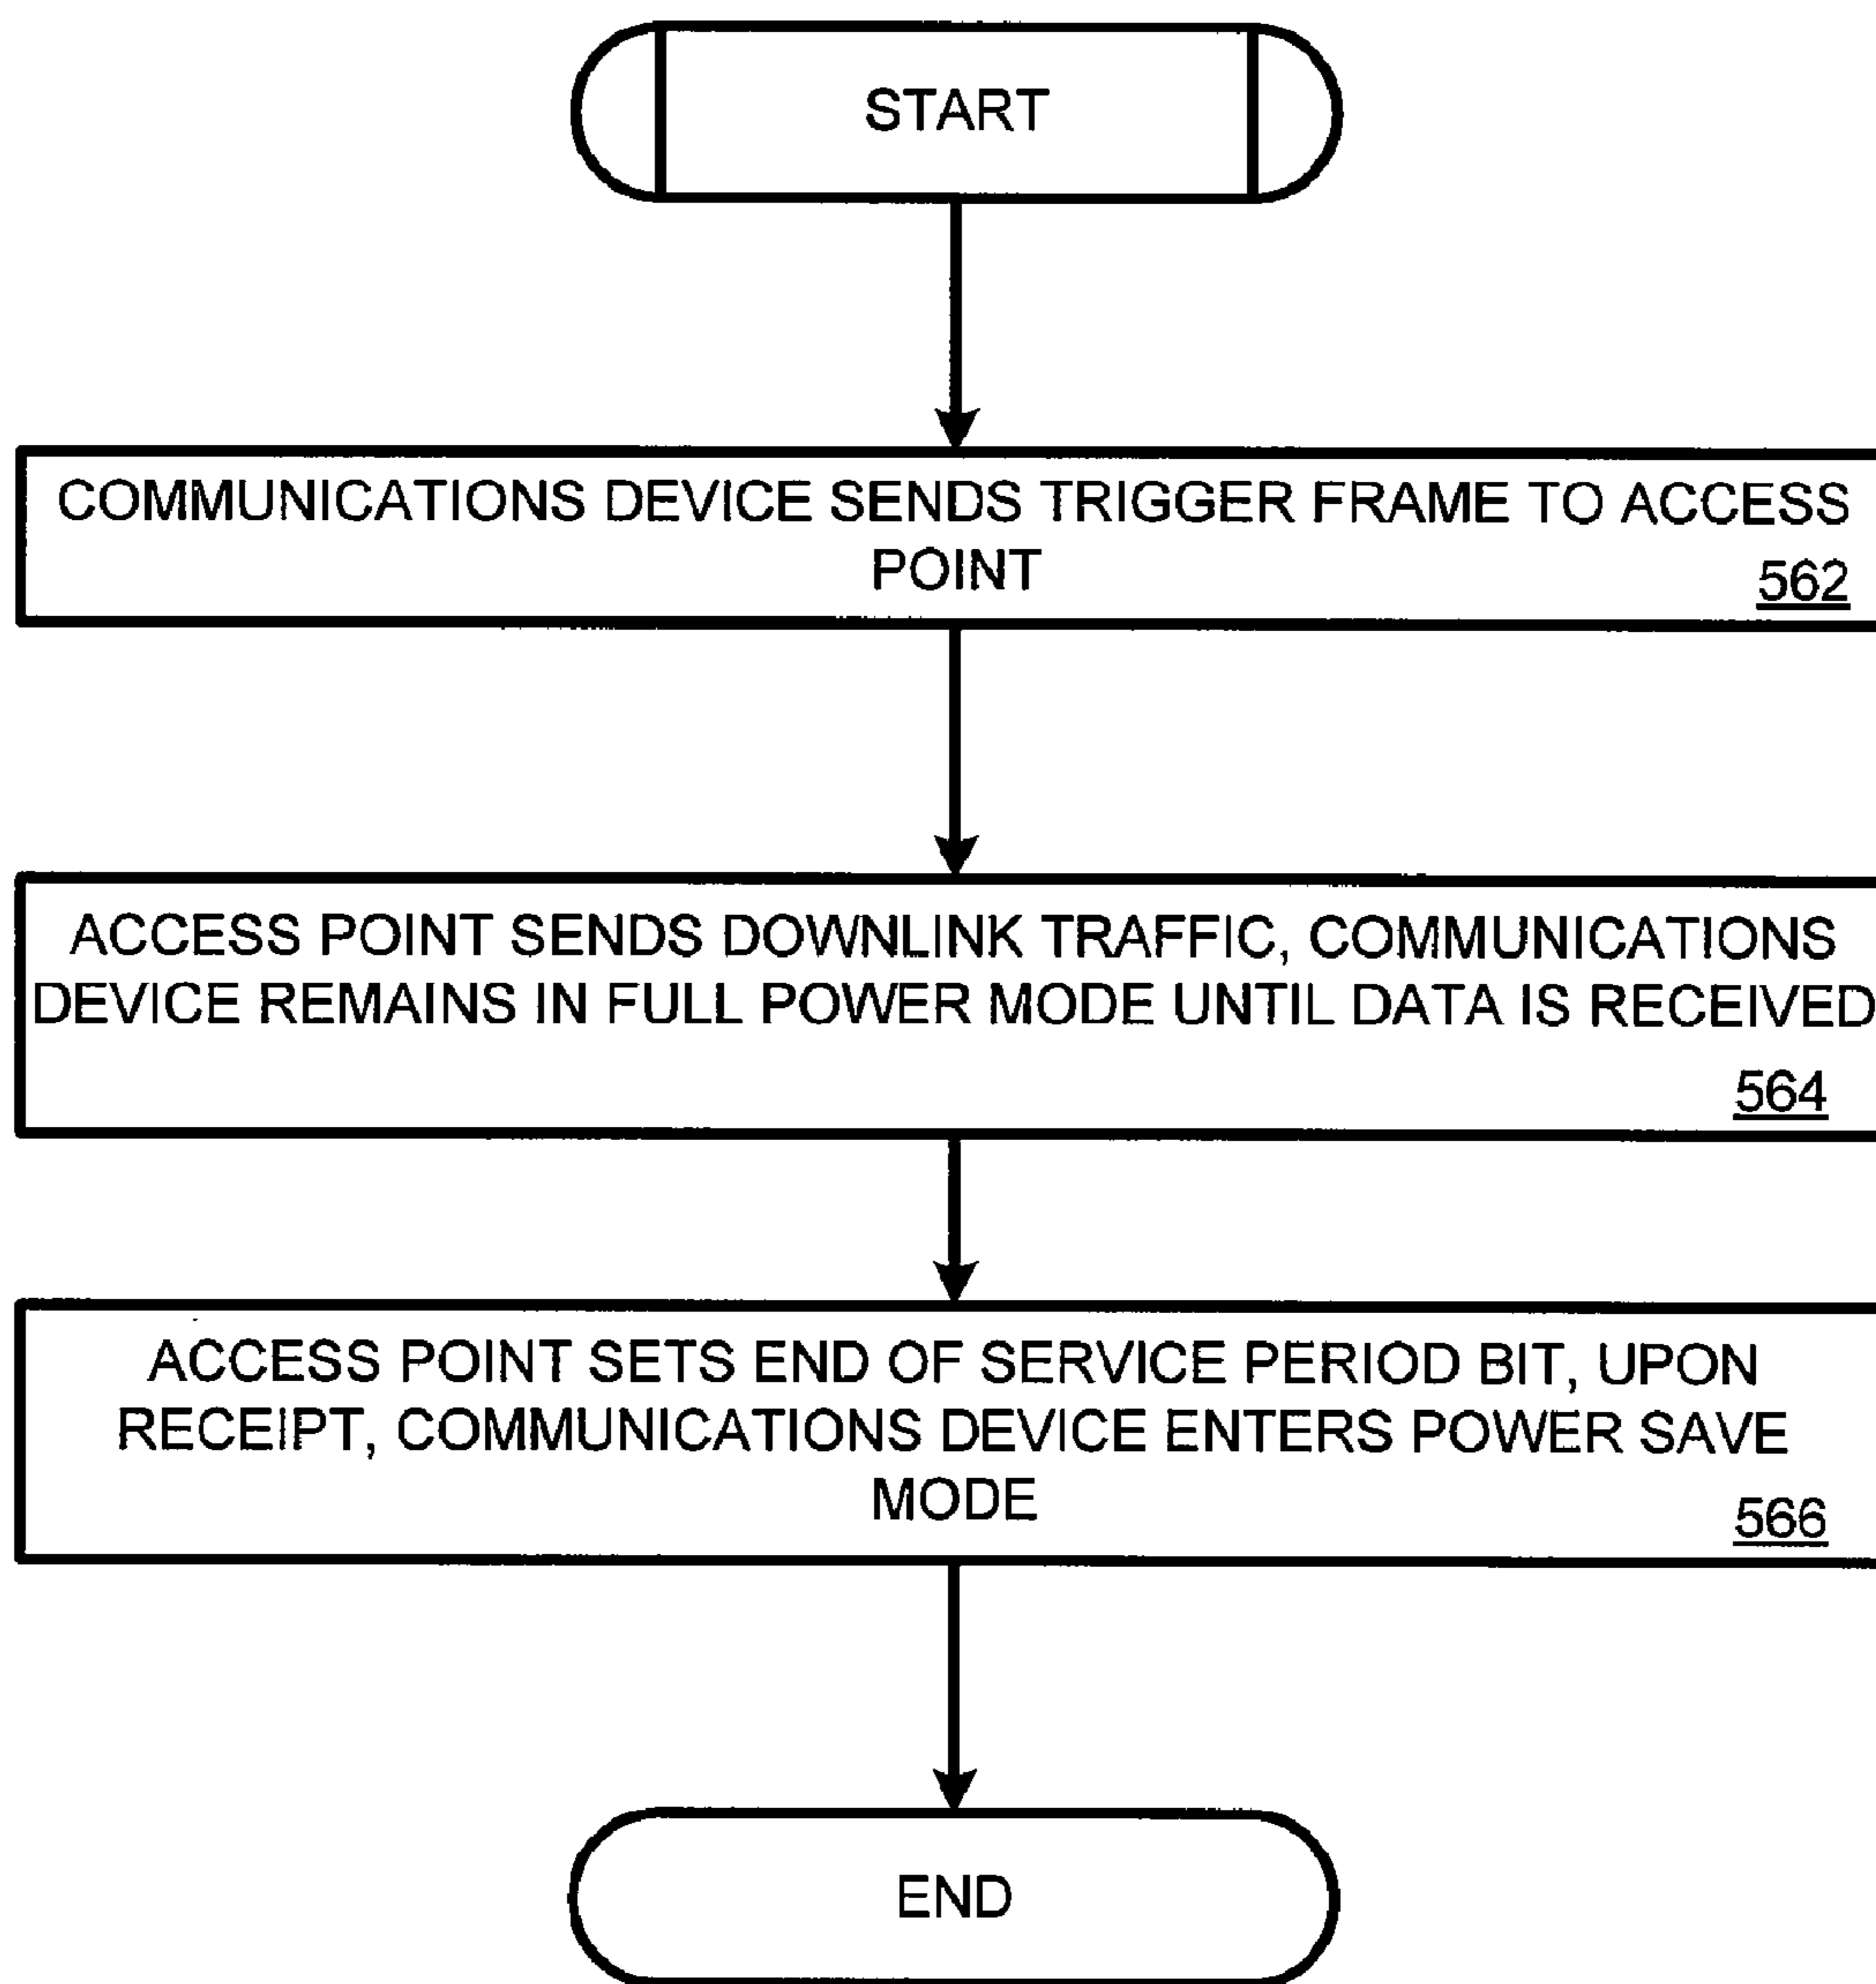 START
COMMUNICATIONS DEVICE SENDS TRIGGER FRAME TO ACCESS
POINT
562
ACCESS POINT SENDS DOWNLINK TRAFFIC, COMMUNICATIONS
DEVICE REMAINS IN FULL POWER MODE UNTIL DATA IS RECEIVED
564
ACCESS POINT SETS END OF SERVICE PERIOD BIT, UPON
RECEIPT, COMMUNICATIONS DEVICE ENTERS POWER SAVE
MODE
566
END